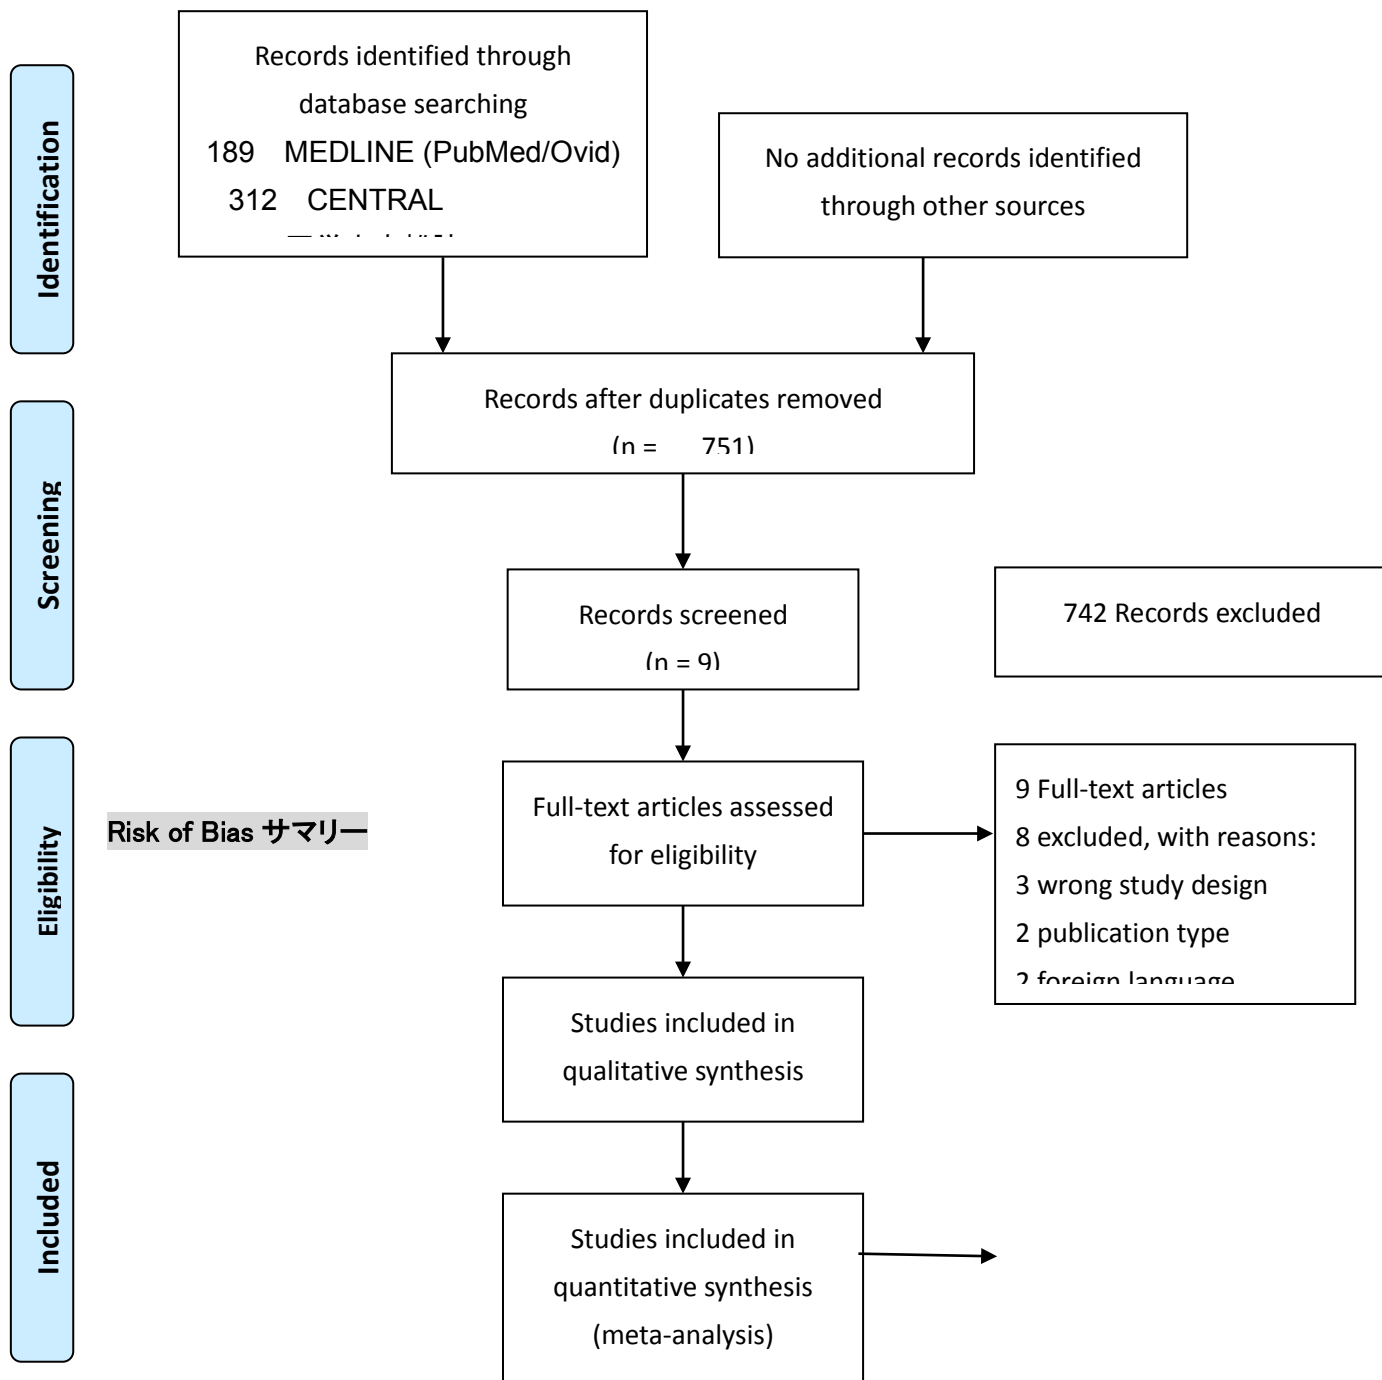 Identification
Records identified through
database searching
189 MEDLINE (PubMed/Ovid)
312 CENTRAL
No additional records identified
through other sources
Records after duplicates removed
(n = 751)
Screening
Records screened
(n = 9)
742 Records excluded
Eligibility
Risk of Bias サマリー
Full-text articles assessed
for eligibility
9 Full-text articles
8 excluded, with reasons:
3 wrong study design
2 publication type
2 foreign language
Studies included in
qualitative synthesis
Included
Studies included in
quantitative synthesis
(meta-analysis)